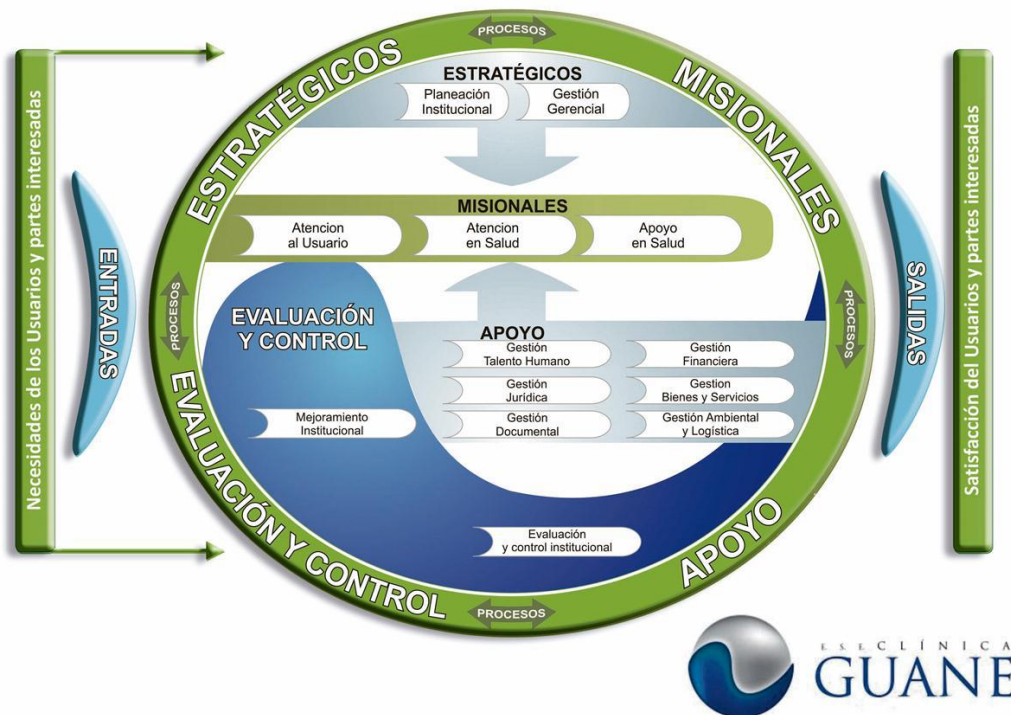 Necesidades de los Usuarios y partes interesadas
ENTRADAS
PROCESOS
ESTRATÉGICOS
MISIONALES
ESTRATÉGICOS
Planeación
Institucional
Gestión
Gerencial
MISIONALES
Atencion
al Usuario
Atencion
en Salud
Apoyo
en Salud
PROCESOS
PROCESOS
EVALUACIÓN
Y CONTROL
Mejoramiento
Institucional
APOYO
Gestión
Talento Humano
Gestión
Financiera
Gestión
Jurídica
Gestion
Bienes y Servicios
Gestión
Documental
Gestión Ambiental
y Logística
Evaluación
y control institucional
EVALUACIÓN Y CONTROL
APOYO
PROCESOS
SALIDAS
Satisfacción del Usuarios y partes interesadas
E.S.E. CLÍNICA
GUANE